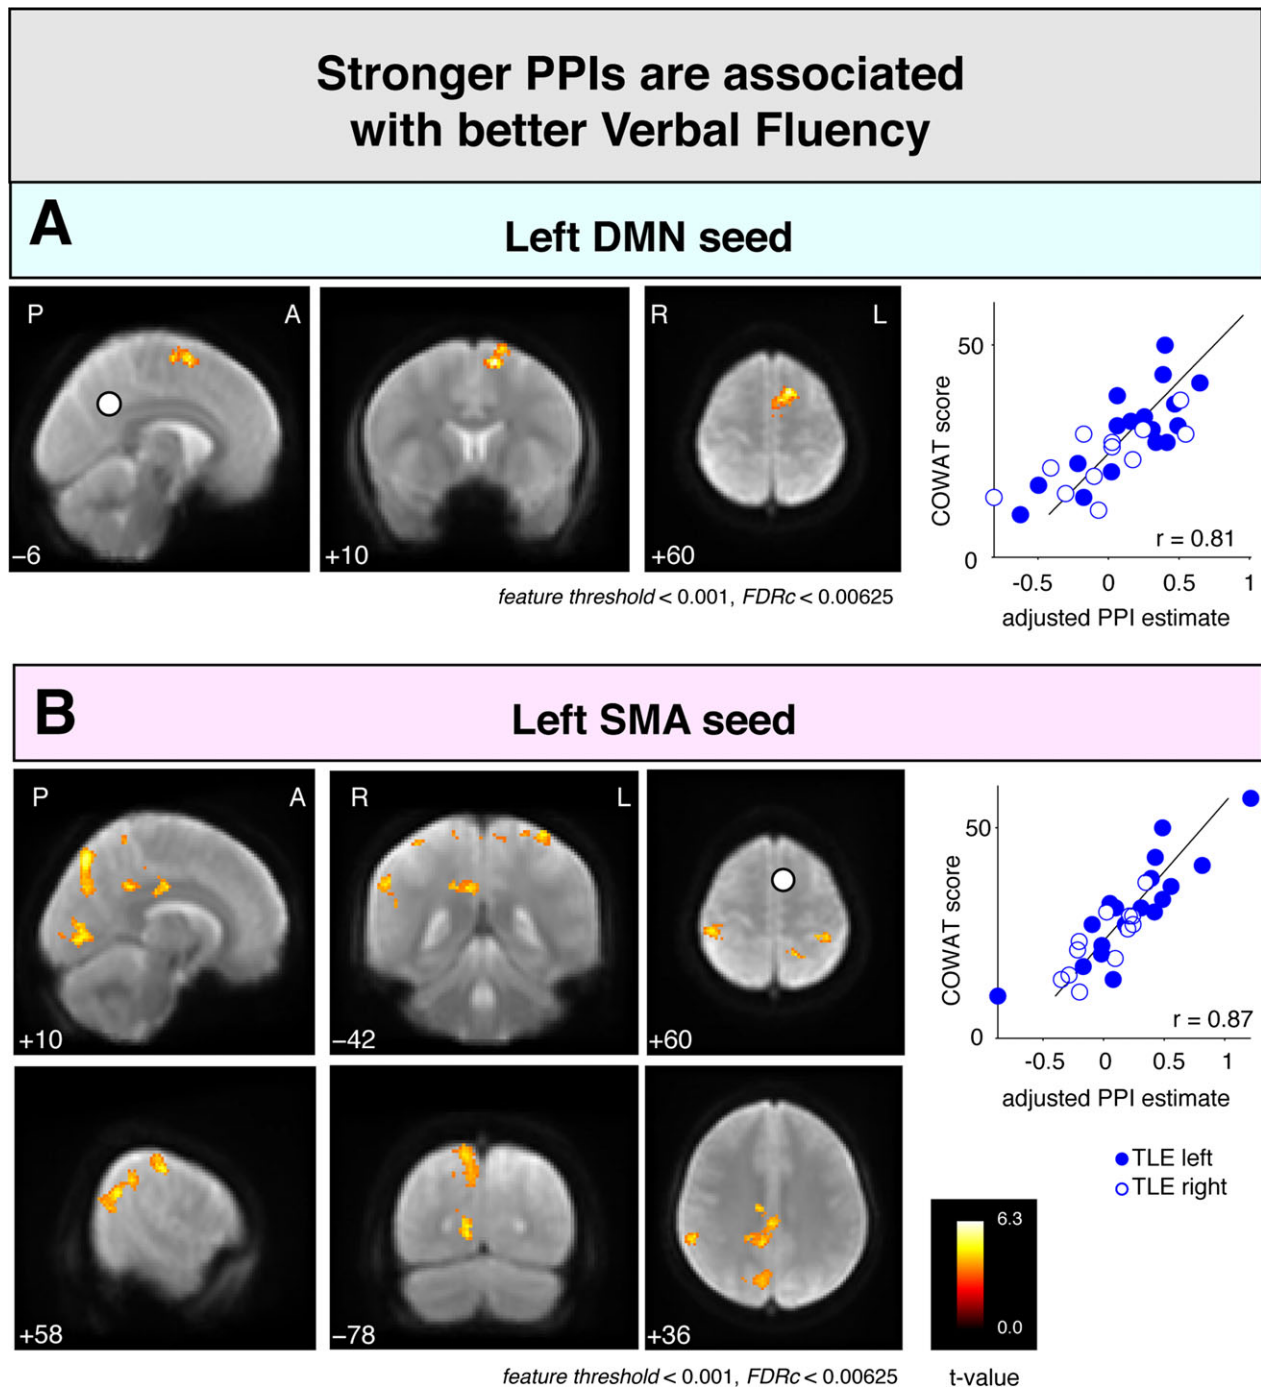 Stronger PPIs are associated
with better Verbal Fluency
A
Left DMN seed
P A
−6
+10
R L
+60
COWAT score
50
0
-0.5 0 0.5 1
r = 0.81
adjusted PPI estimate
feature threshold < 0.001, FDRc < 0.00625
B
Left SMA seed
P A
+10
R L
−42
+60
COWAT score
50
0
-0.5 0 0.5 1
r = 0.87
adjusted PPI estimate
TLE left
TLE right
+58
−78
+36
6.3
0.0
t-value
feature threshold < 0.001, FDRc < 0.00625